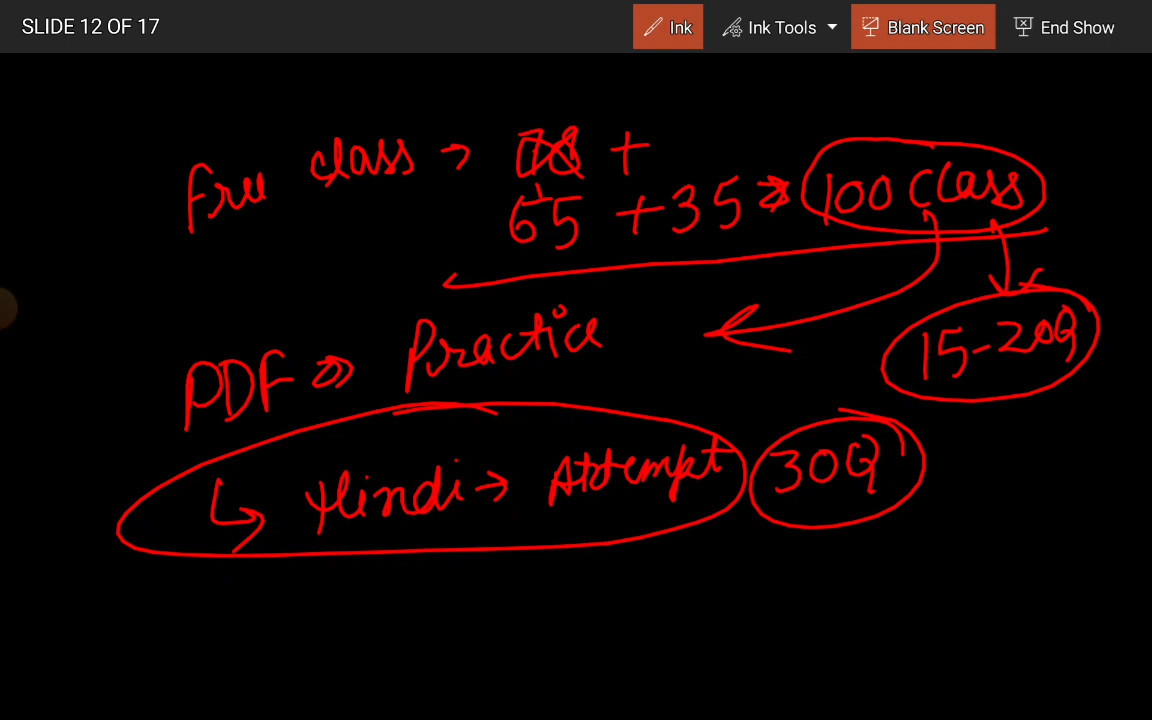 SLIDE 12 OF 17 Ink Ink Tools Blank Screen End Show
Free class → +
65 + 35 → 100 class
PDF ⇒ Practice 15-20Q
↳ Hindi → Attempt 30Q